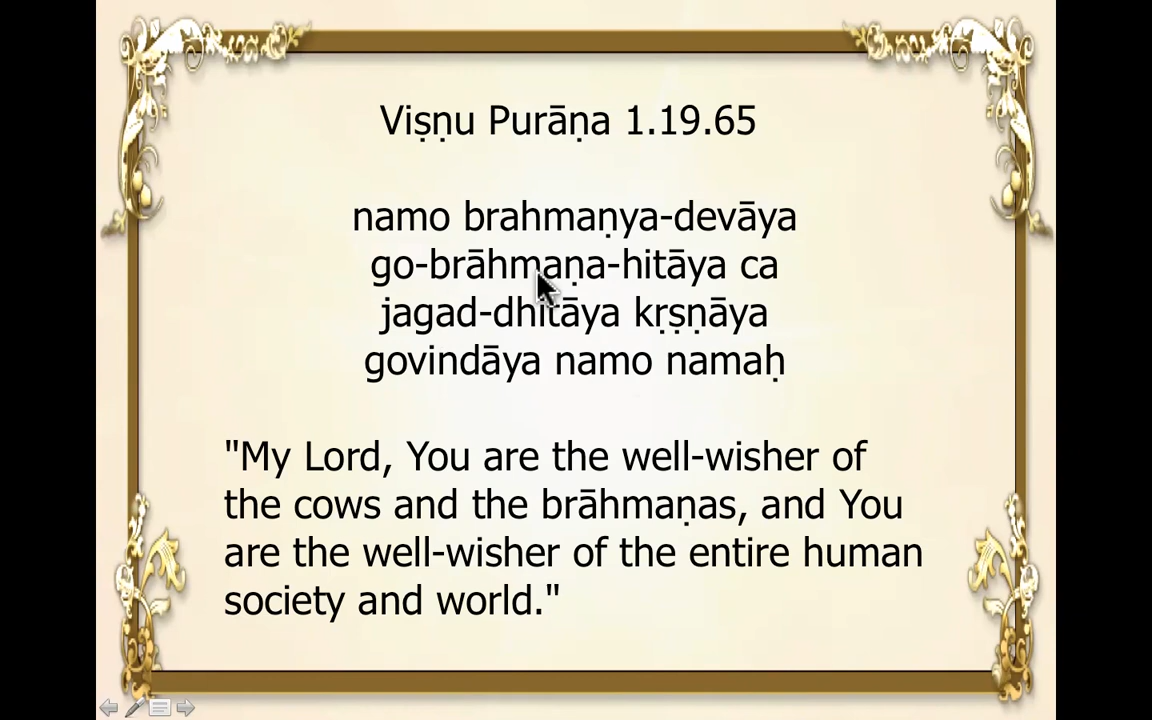 Viṣṇu Purāṇa 1.19.65
namo brahmaṇya-devāya
go-brāhmaṇa-hitāya ca
jagad-dhitāya kṛṣṇāya
govindāya namo namaḥ
"My Lord, You are the well-wisher of
the cows and the brāhmaṇas, and You
are the well-wisher of the entire human
society and world."